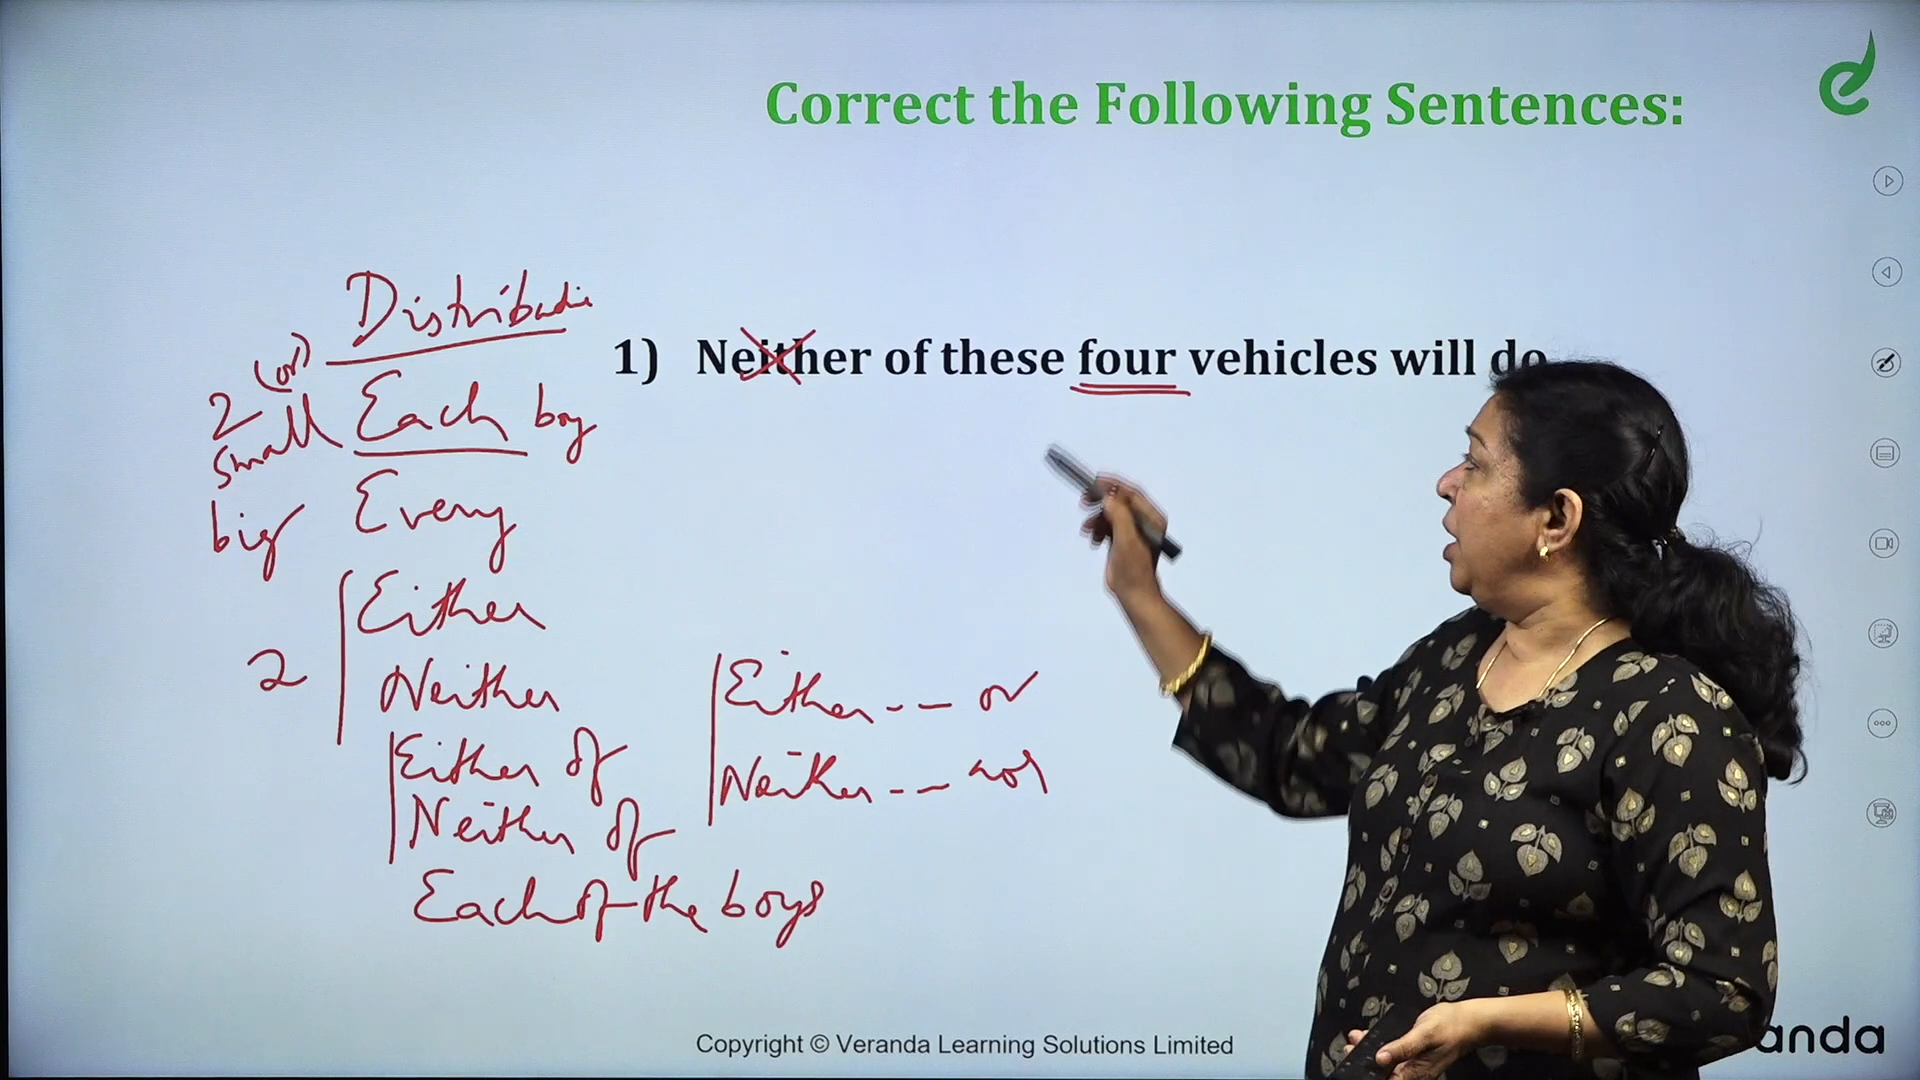 Correct the Following Sentences:
1) Neither of these four vehicles will do
(or)
2
small
Each boy
big Every
2
Either
Neither
Either of
Neither of
Each of the boys
Either -- or
Neither -- nor
Copyright © Veranda Learning Solutions Limited
anda